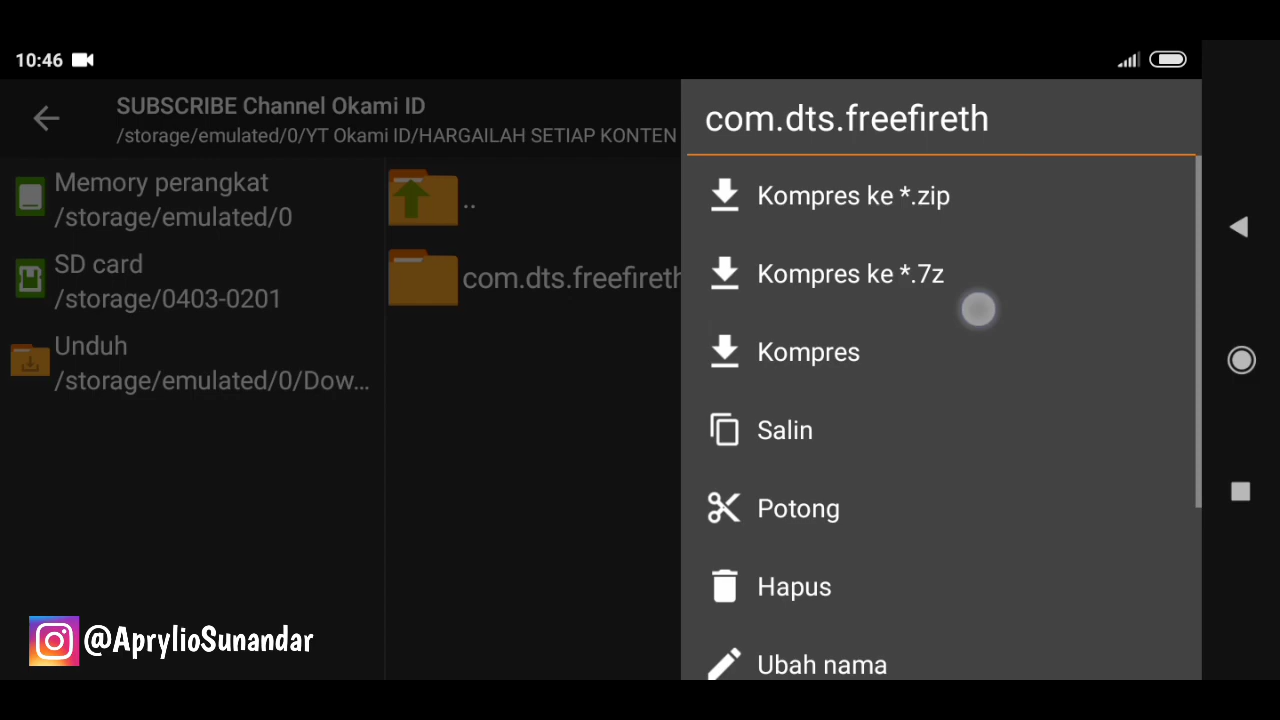 10:46
SUBSCRIBE Channel Okami ID
/storage/emulated/0/YT Okami ID/HARGAILAH SETIAP KONTEN
Memory perangkat
/storage/emulated/0
SD card
/storage/0403-0201
Unduh
/storage/emulated/0/Dow...
..
com.dts.freefireth
com.dts.freefireth
Kompres ke *.zip
Kompres ke *.7z
Kompres
Salin
Potong
Hapus
Ubah nama
@AprylioSunandar